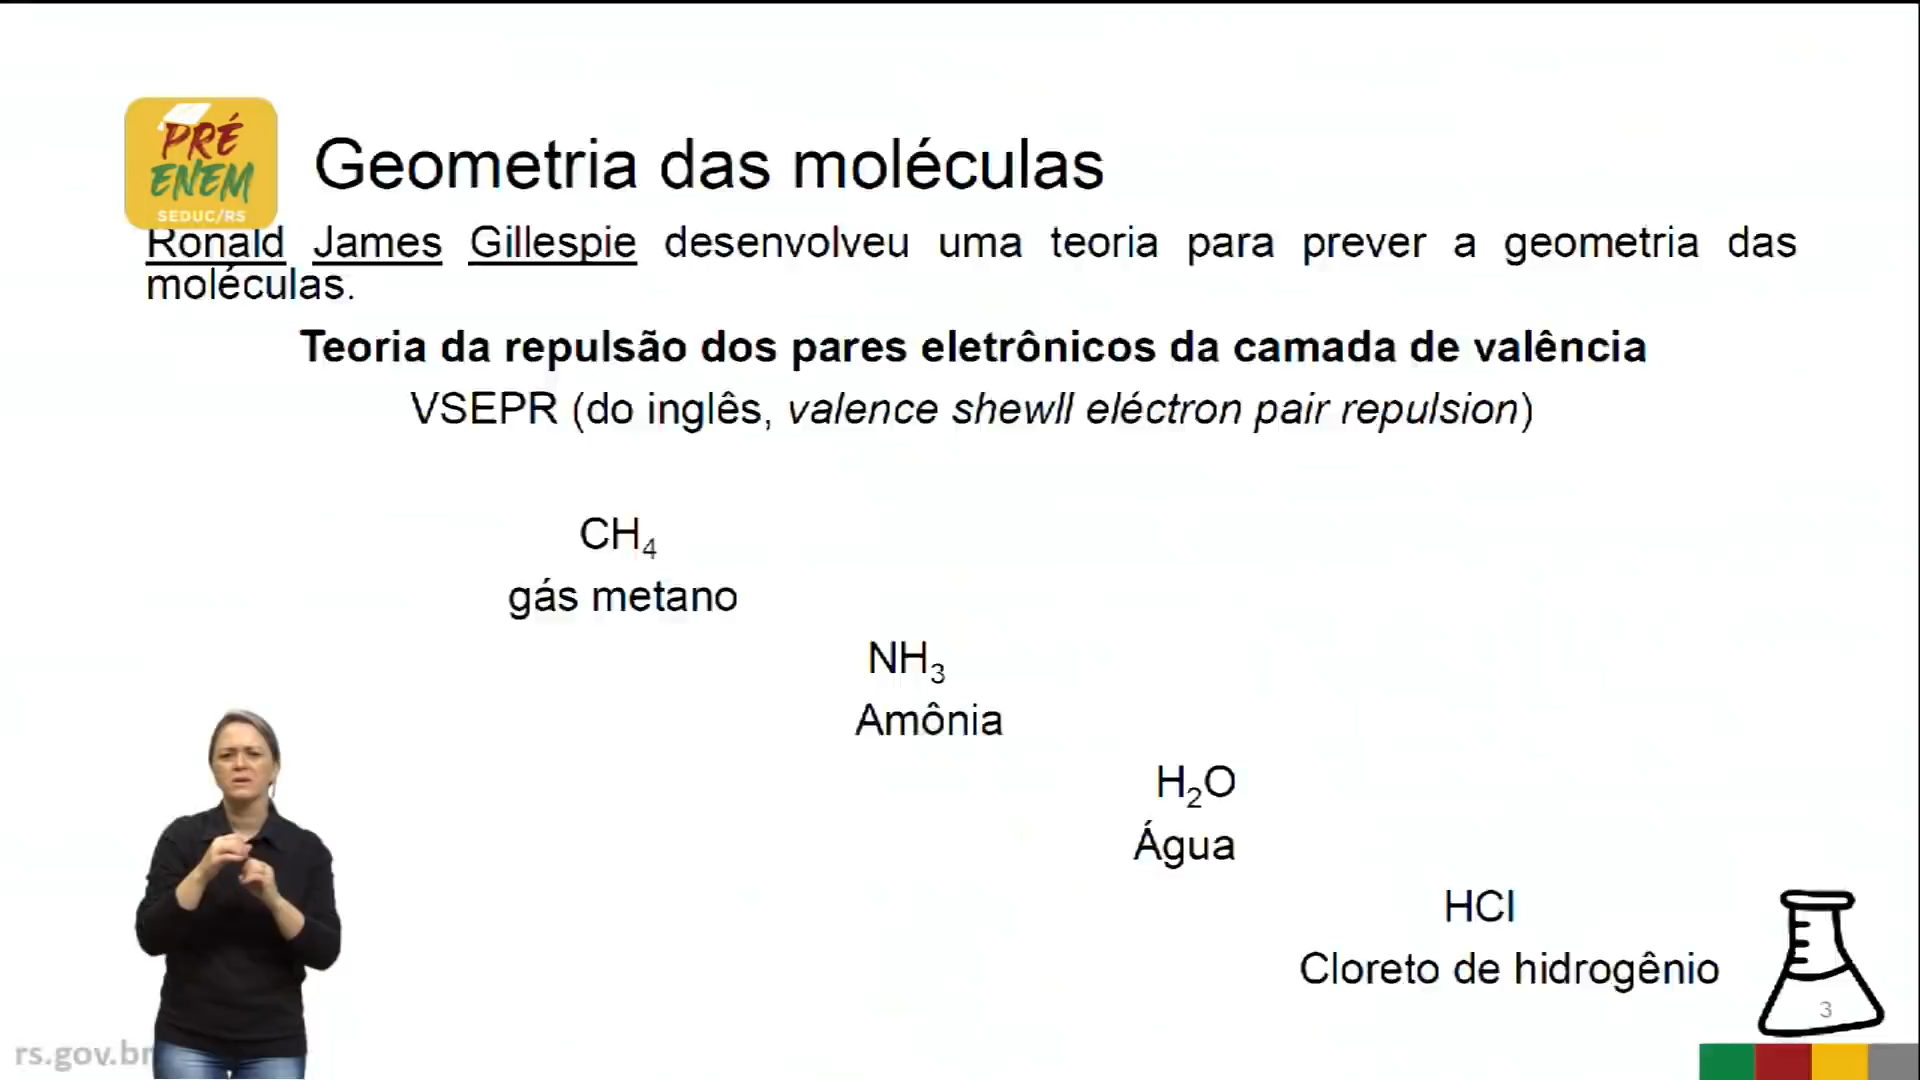 PRÉ
ENEM
SEDUC/RS
Geometria das moléculas
Ronald James Gillespie desenvolveu uma teoria para prever a geometria das
moléculas.
Teoria da repulsão dos pares eletrônicos da camada de valência
VSEPR (do inglês, valence shewll eléctron pair repulsion)
CH₄
gás metano
NH₃
Amônia
H₂O
Água
HCl
Cloreto de hidrogênio
3
rs.gov.br